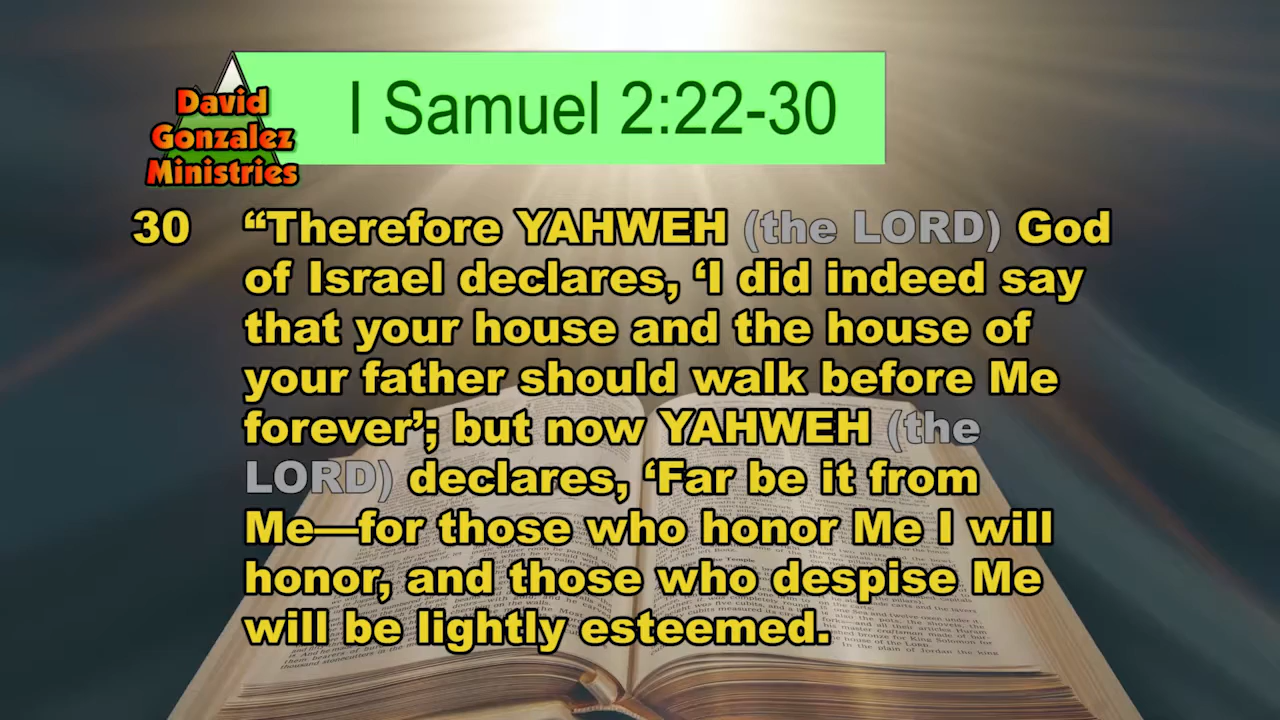 David
Gonzalez
Ministries
I Samuel 2:22-30
30 “Therefore YAHWEH (the LORD) God
of Israel declares, ‘I did indeed say
that your house and the house of
your father should walk before Me
forever’; but now YAHWEH (the
LORD) declares, ‘Far be it from
Me—for those who honor Me I will
honor, and those who despise Me
will be lightly esteemed.